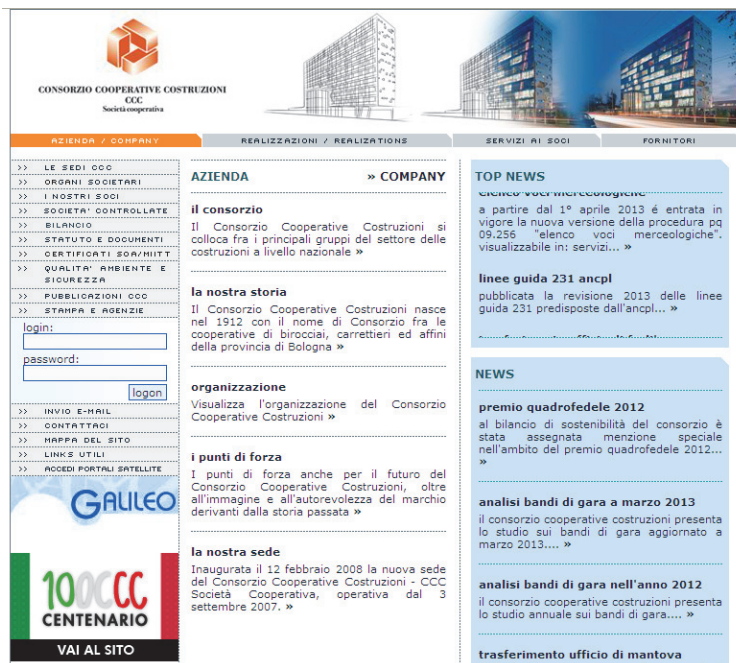 CONSORZIO COOPERATIVE COSTRUZIONI
CCC
Società cooperativa
AZIENDA / COMPANY
REALIZZAZIONI / REALIZATIONS
SERVIZI AI SOCI
FORNITORI
>> LE SEDI CCC
>> ORGANI SOCIETARI
>> I NOSTRI SOCI
>> SOCIETA' CONTROLLATE
>> BILANCIO
>> STATUTO E DOCUMENTI
>> CERTIFICATI SOA/MIITT
>> QUALITA' AMBIENTE E
SICUREZZA
>> PUBBLICAZIONI CCC
>> STAMPA E AGENZIE
login:
password:
logon
>> INVIO E-MAIL
>> CONTATTACI
>> MAPPA DEL SITO
>> LINKS UTILI
>> ACCEDI PORTALI SATELLITE
GALILEO
100CCC
CENTENARIO
VAI AL SITO
AZIENDA
» COMPANY
il consorzio
Il Consorzio Cooperative Costruzioni si
colloca fra i principali gruppi del settore delle
costruzioni a livello nazionale »
la nostra storia
Il Consorzio Cooperative Costruzioni nasce
nel 1912 con il nome di Consorzio fra le
cooperative di birocciai, carrettieri ed affini
della provincia di Bologna »
organizzazione
Visualizza l'organizzazione del Consorzio
Cooperative Costruzioni »
i punti di forza
I punti di forza anche per il futuro del
Consorzio Cooperative Costruzioni, oltre
all'immagine e all'autorevolezza del marchio
derivanti dalla storia passata »
la nostra sede
Inaugurata il 12 febbraio 2008 la nuova sede
del Consorzio Cooperative Costruzioni - CCC
Società Cooperativa, operativa dal 3
settembre 2007. »
TOP NEWS
elenco voci merceologiche
a partire dal 1° aprile 2013 é entrata in
vigore la nuova versione della procedura pq
09.256 "elenco voci merceologiche".
visualizzabile in: servizi... »
linee guida 231 ancpl
pubblicata la revisione 2013 delle linee
guida 231 predisposte dall'ancpl... »
NEWS
premio quadrofedele 2012
al bilancio di sostenibilità del consorzio è
stata assegnata menzione speciale
nell'ambito del premio quadrofedele 2012...
»
analisi bandi di gara a marzo 2013
il consorzio cooperative costruzioni presenta
lo studio sui bandi di gara aggiornato a
marzo 2013.... »
analisi bandi di gara nell'anno 2012
il consorzio cooperative costruzioni presenta
lo studio annuale sui bandi di gara.... »
trasferimento ufficio di mantova